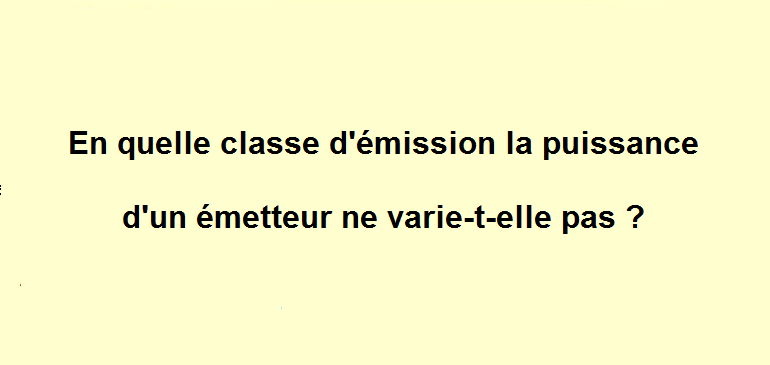 En quelle classe d'émission la puissance
d'un émetteur ne varie-t-elle pas ?